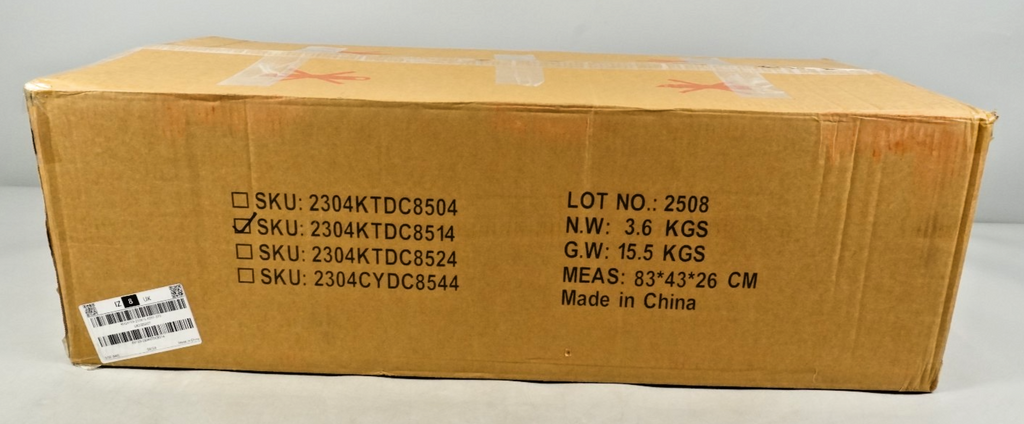 ☐ SKU: 2304KTDC8504
☑ SKU: 2304KTDC8514
☐ SKU: 2304KTDC8524
☐ SKU: 2304CYDC8544
LOT NO.: 2508
N.W: 3.6 KGS
G.W: 15.5 KGS
MEAS: 83*43*26 CM
Made in China
IZ 8 UK